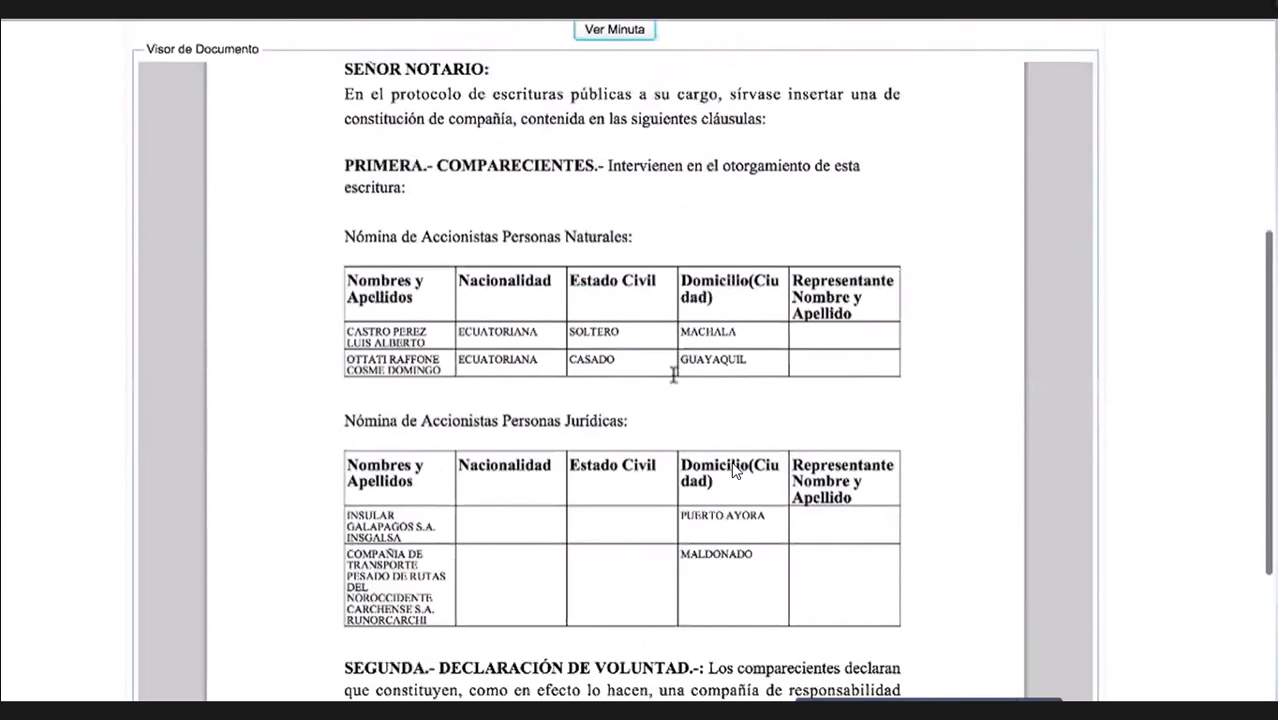 Ver Minuta
Visor de Documento
SEÑOR NOTARIO:
En el protocolo de escrituras públicas a su cargo, sírvase insertar una de
constitución de compañía, contenida en las siguientes cláusulas:
PRIMERA.- COMPARECIENTES.- Intervienen en el otorgamiento de esta
escritura:
Nómina de Accionistas Personas Naturales:
Nombres y Apellidos Nacionalidad Estado Civil Domicilio(Ciu dad) Representante Nombre y Apellido
CASTRO PEREZ LUIS ALBERTO ECUATORIANA SOLTERO MACHALA
OTTATI RAFFONE COSME DOMINGO ECUATORIANA CASADO GUAYAQUIL
Nómina de Accionistas Personas Jurídicas:
Nombres y Apellidos Nacionalidad Estado Civil Domicilio(Ciu dad) Representante Nombre y Apellido
INSULAR GALAPAGOS S.A. INSGALSA PUERTO AYORA
COMPAÑIA DE TRANSPORTE PESADO DE RUTAS DEL NOROCCIDENTE CARCHENSE S.A. RUNORCARCHI MALDONADO
SEGUNDA.- DECLARACIÓN DE VOLUNTAD.-: Los comparecientes declaran
que constituyen, como en efecto lo hacen, una compañía de responsabilidad